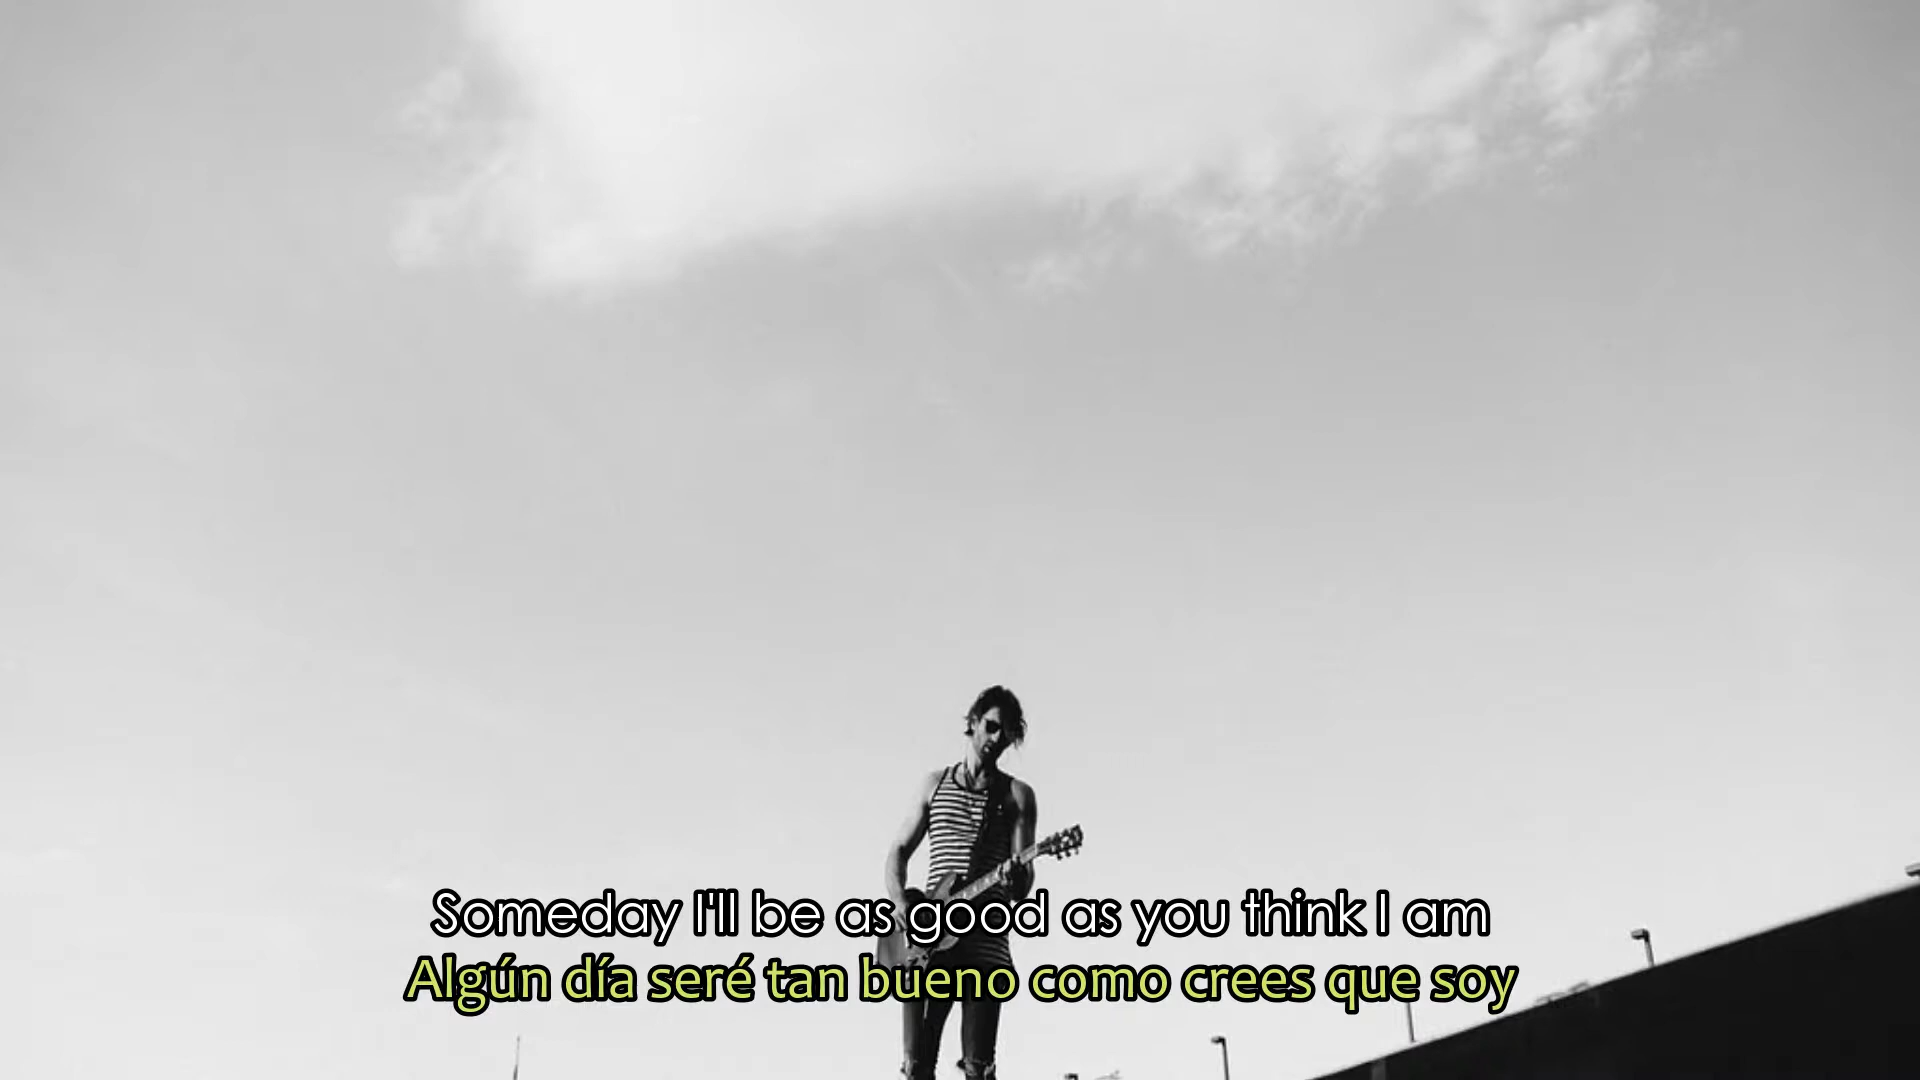 Someday I'll be as good as you think I am
Algún día seré tan bueno como crees que soy